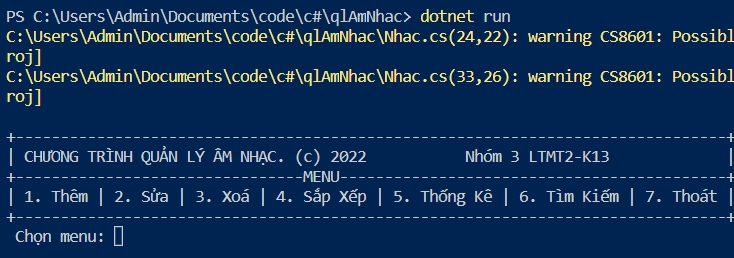 PS C:\Users\Admin\Documents\code\c#\qlAmNhac> dotnet run
C:\Users\Admin\Documents\code\c#\qlAmNhac\Nhac.cs(24,22): warning CS8601: Possibl
roj]
C:\Users\Admin\Documents\code\c#\qlAmNhac\Nhac.cs(33,26): warning CS8601: Possibl
roj]
| CHƯƠNG TRÌNH QUẢN LÝ ÂM NHẠC. (c) 2022 Nhóm 3 LTMT2-K13 |
MENU
| 1. Thêm | 2. Sửa | 3. Xoá | 4. Sắp Xếp | 5. Thống Kê | 6. Tìm Kiếm | 7. Thoát |
Chọn menu: